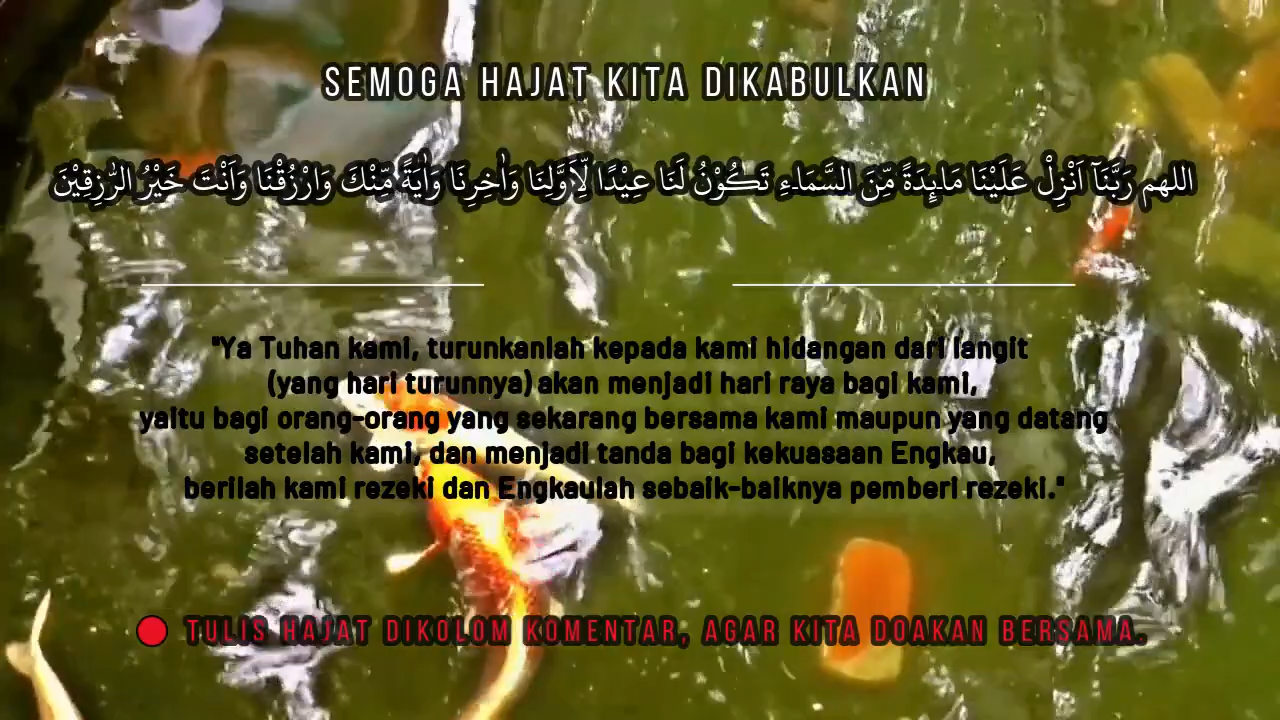 SEMOGA HAJAT KITA DIKABULKAN
اللهم رَبَّنَآ اَنْزِلْ عَلَيْنَا مَاۤىِٕدَةً مِّنَ السَّمَاۤءِ تَكُوْنُ لَنَا عِيْدًا لِّاَوَّلِنَا وَاٰخِرِنَا وَاٰيَةً مِّنْكَ وَارْزُقْنَا وَاَنْتَ خَيْرُ الرّٰزِقِيْنَ
"Ya Tuhan kami, turunkanlah kepada kami hidangan dari langit
(yang hari turunnya) akan menjadi hari raya bagi kami,
yaitu bagi orang-orang yang sekarang bersama kami maupun yang datang
setelah kami, dan menjadi tanda bagi kekuasaan Engkau,
berilah kami rezeki dan Engkaulah sebaik-baiknya pemberi rezeki."
TULIS HAJAT DIKOLOM KOMENTAR, AGAR KITA DOAKAN BERSAMA.